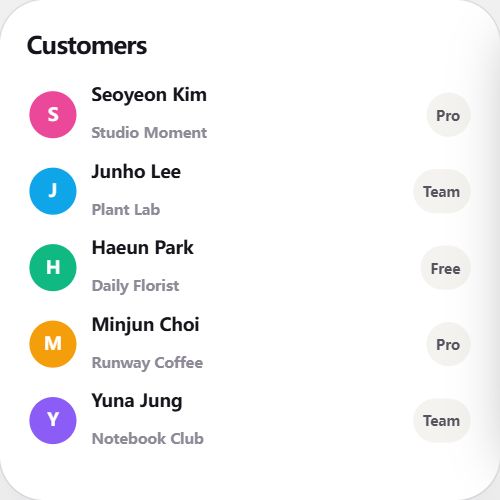 Customers
S
Seoyeon Kim
Studio Moment
Pro
J
Junho Lee
Plant Lab
Team
H
Haeun Park
Daily Florist
Free
M
Minjun Choi
Runway Coffee
Pro
Y
Yuna Jung
Notebook Club
Team